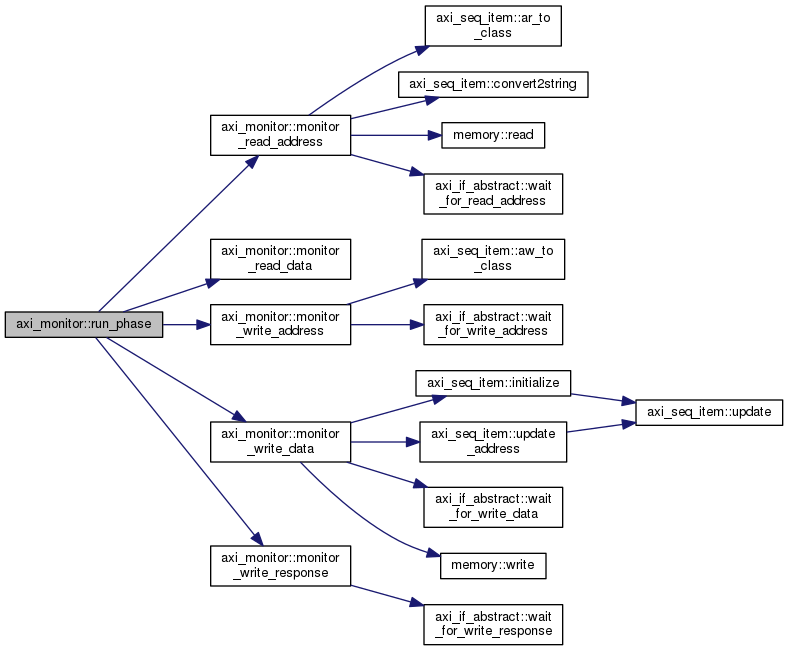 axi_seq_item::ar_to
_class
axi_seq_item::convert2string
axi_monitor::monitor
_read_address
memory::read
axi_if_abstract::wait
_for_read_address
axi_monitor::monitor
_read_data
axi_seq_item::aw_to
_class
axi_monitor::run_phase
axi_monitor::monitor
_write_address
axi_if_abstract::wait
_for_write_address
axi_seq_item::initialize
axi_seq_item::update
axi_monitor::monitor
_write_data
axi_seq_item::update
_address
axi_if_abstract::wait
_for_write_data
axi_monitor::monitor
_write_response
memory::write
axi_if_abstract::wait
_for_write_response